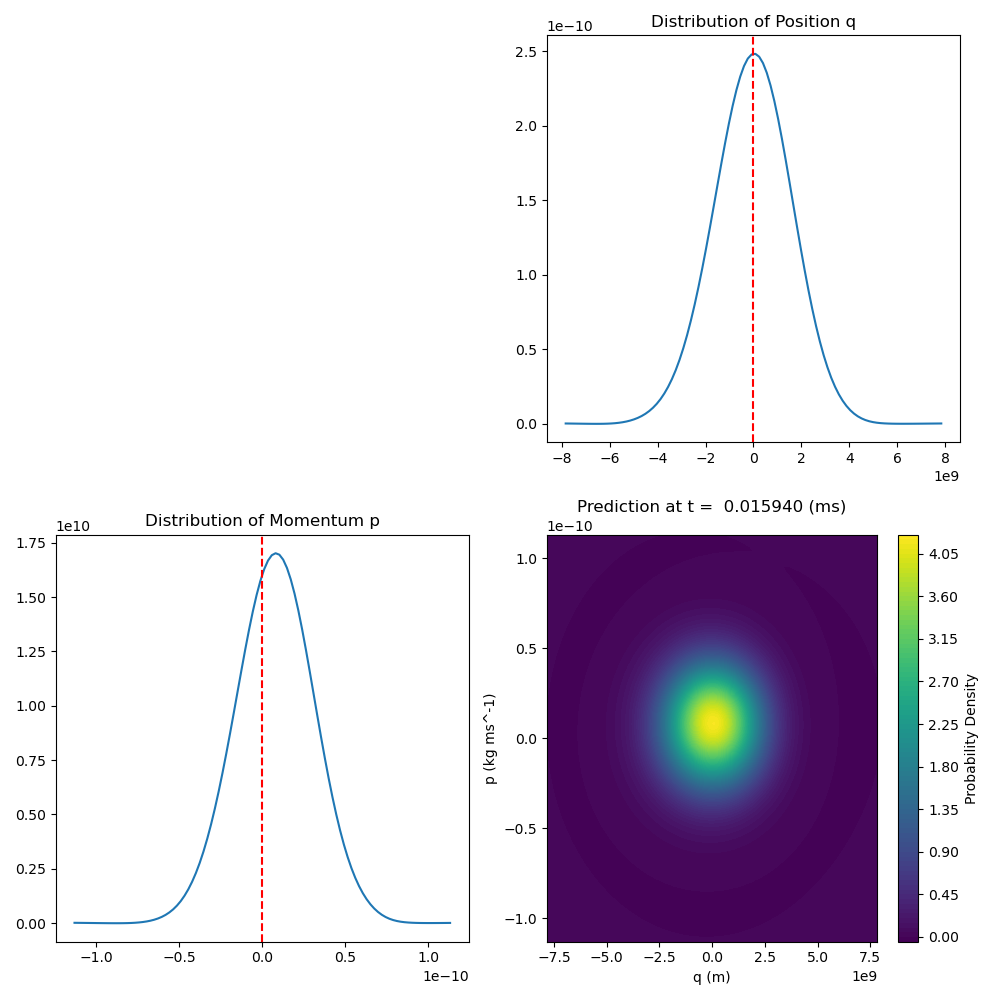 Distribution of Position q
1e−10
2.5
2.0
1.5
1.0
0.5
0.0
−8 −6 −4 −2 0 2 4 6 8
1e9
Distribution of Momentum p
1e10
1.75
1.50
1.25
1.00
0.75
0.50
0.25
0.00
−1.0 −0.5 0.0 0.5 1.0
1e−10
Prediction at t =  0.015940 (ms)
1e−10
p (kg ms^-1)
1.0
0.5
0.0
−0.5
−1.0
−7.5 −5.0 −2.5 0.0 2.5 5.0 7.5
q (m)
1e9
4.05
3.60
3.15
2.70
2.25
1.80
1.35
0.90
0.45
0.00
Probability Density